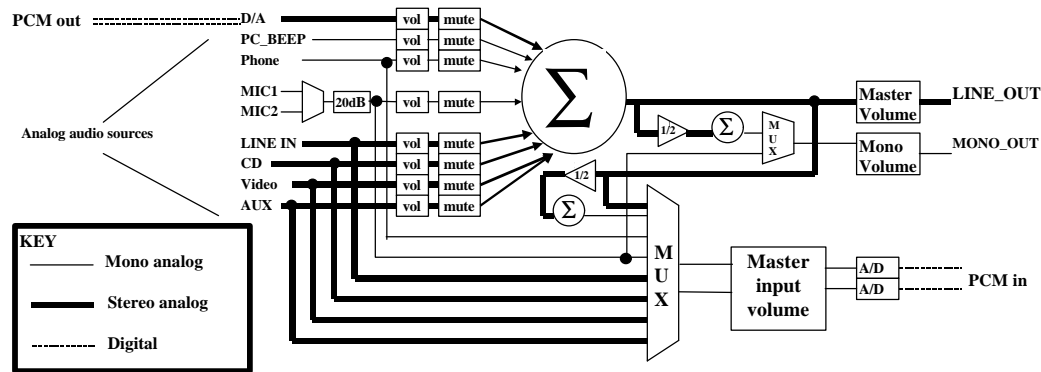 PCM out
D/A
vol
mute
PC_BEEP
vol
mute
Phone
vol
mute
MIC1
MIC2
20dB
vol
mute
Σ
Analog audio sources
LINE IN
vol
mute
CD
vol
mute
Video
vol
mute
AUX
vol
mute
1/2
Σ
M
U
X
Master
Volume
LINE_OUT
Mono
Volume
MONO_OUT
1/2
Σ
M
U
X
Master
input
volume
A/D
A/D
PCM in
KEY
Mono analog
Stereo analog
Digital